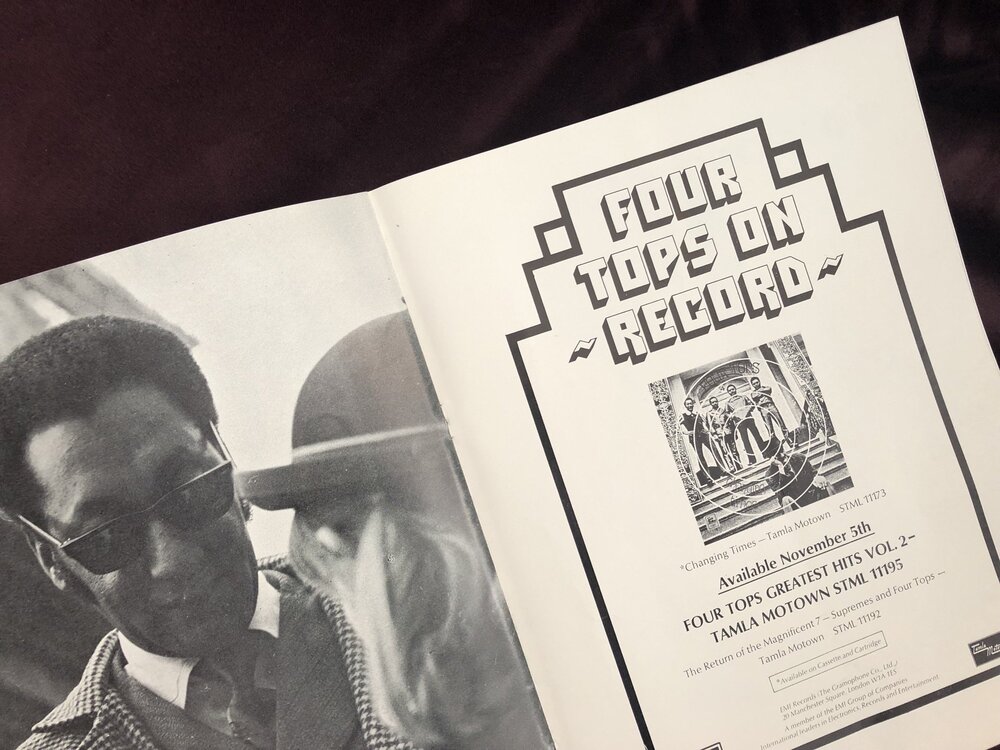 FOUR
TOPS ON
~RECORD~
*Changing Times – Tamla Motown STML 11173
Available November 5th
FOUR TOPS GREATEST HITS VOL. 2–
TAMLA MOTOWN STML 11195
The Return of the Magnificent 7 – Supremes and Four Tops –
Tamla Motown STML 11192
*Available on Cassette and Cartridge
EMI Records (The Gramophone Co., Ltd.)
20 Manchester Square, London W1A 1ES
A member of the EMI Group of Companies
International leaders in Electronics, Records and Entertainment
Tamla